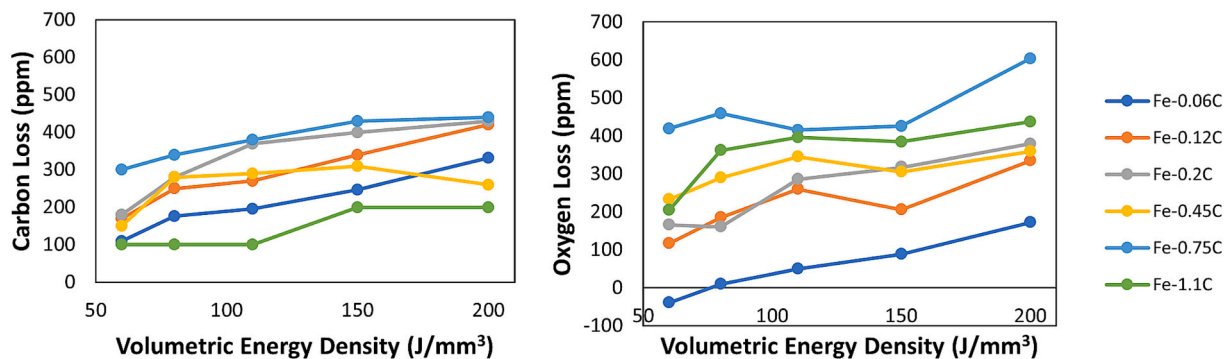 700
600
500
400
300
200
100
0
50
100
150
200
Carbon Loss (ppm)
Volumetric Energy Density (J/mm³)
700
600
500
400
300
200
100
0
-100
50
100
150
200
Oxygen Loss (ppm)
Volumetric Energy Density (J/mm³)
Fe-0.06C
Fe-0.12C
Fe-0.2C
Fe-0.45C
Fe-0.75C
Fe-1.1C